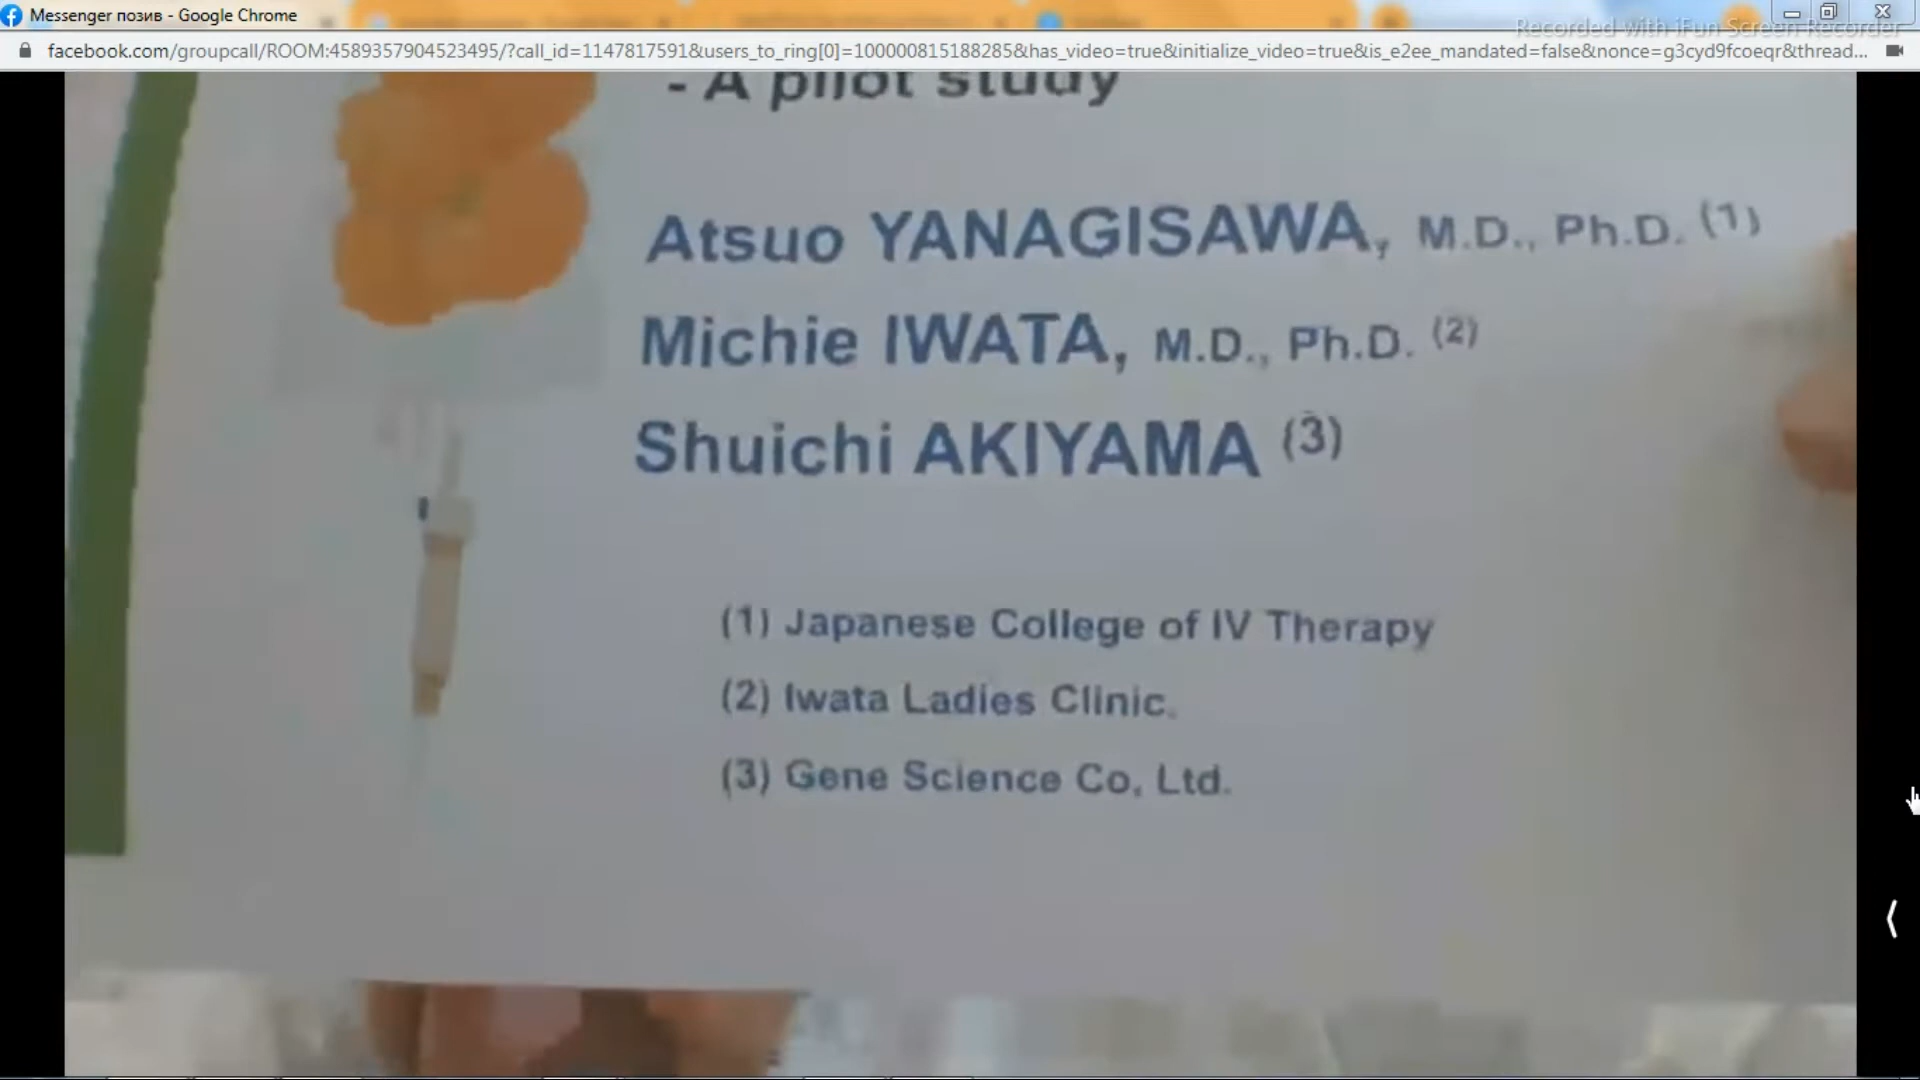 Messenger позив - Google Chrome
Recorded with iFun Screen Recorder
facebook.com/groupcall/ROOM:4589357904523495/?call_id=1147817591&users_to_ring[0]=100000815188285&has_video=true&initialize_video=true&is_e2ee_mandated=false&nonce=g3cyd9fcoeqr&thread...
- A pilot study
Atsuo YANAGISAWA, M.D., Ph.D. (1)
Michie IWATA, M.D., Ph.D. (2)
Shuichi AKIYAMA (3)
(1) Japanese College of IV Therapy
(2) Iwata Ladies Clinic.
(3) Gene Science Co, Ltd.